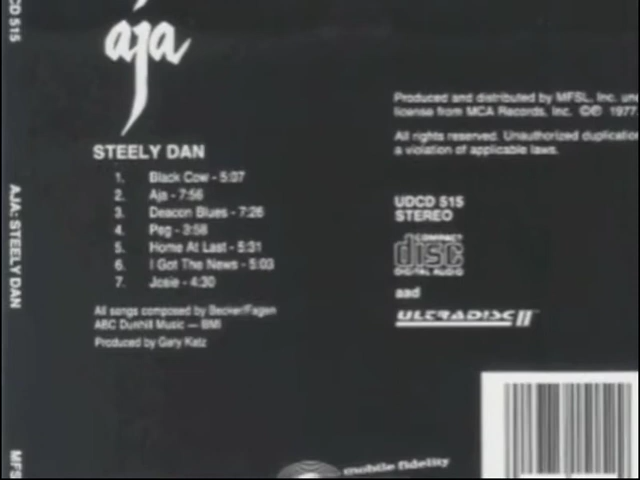 CD 515
AJA: STEELY DAN
MFS
aja
STEELY DAN
1. Black Cow - 5:07
2. Aja - 7:56
3. Deacon Blues - 7:26
4. Peg - 3:58
5. Home At Last - 5:31
6. I Got The News - 5:03
7. Josie - 4:30
All songs composed by Becker/Fagen
ABC Dunhill Music — BMI
Produced by Gary Katz
Produced and distributed by MFSL, Inc. und
license from MCA Records, Inc. ©℗ 1977
All rights reserved. Unauthorized duplication
a violation of applicable laws.
UDCD 515
STEREO
COMPACT
disc
DIGITAL AUDIO
aad
ULTRADISC II
mobile fidelity